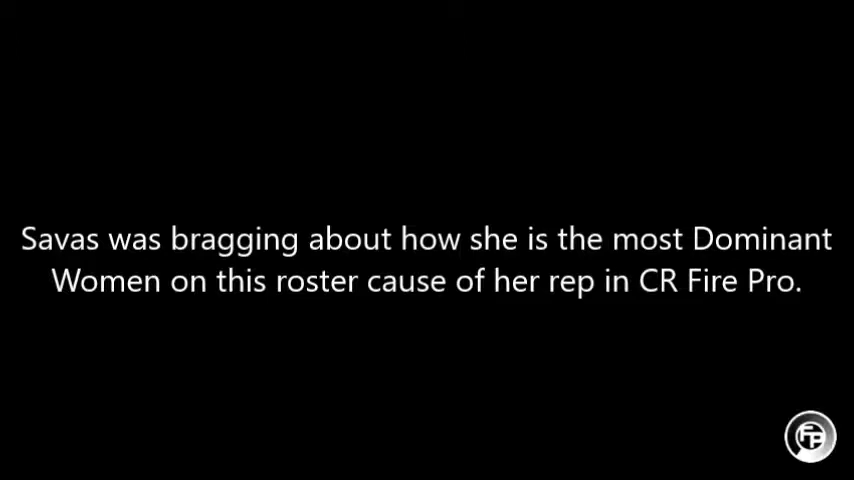 Savas was bragging about how she is the most Dominant
Women on this roster cause of her rep in CR Fire Pro.
FP